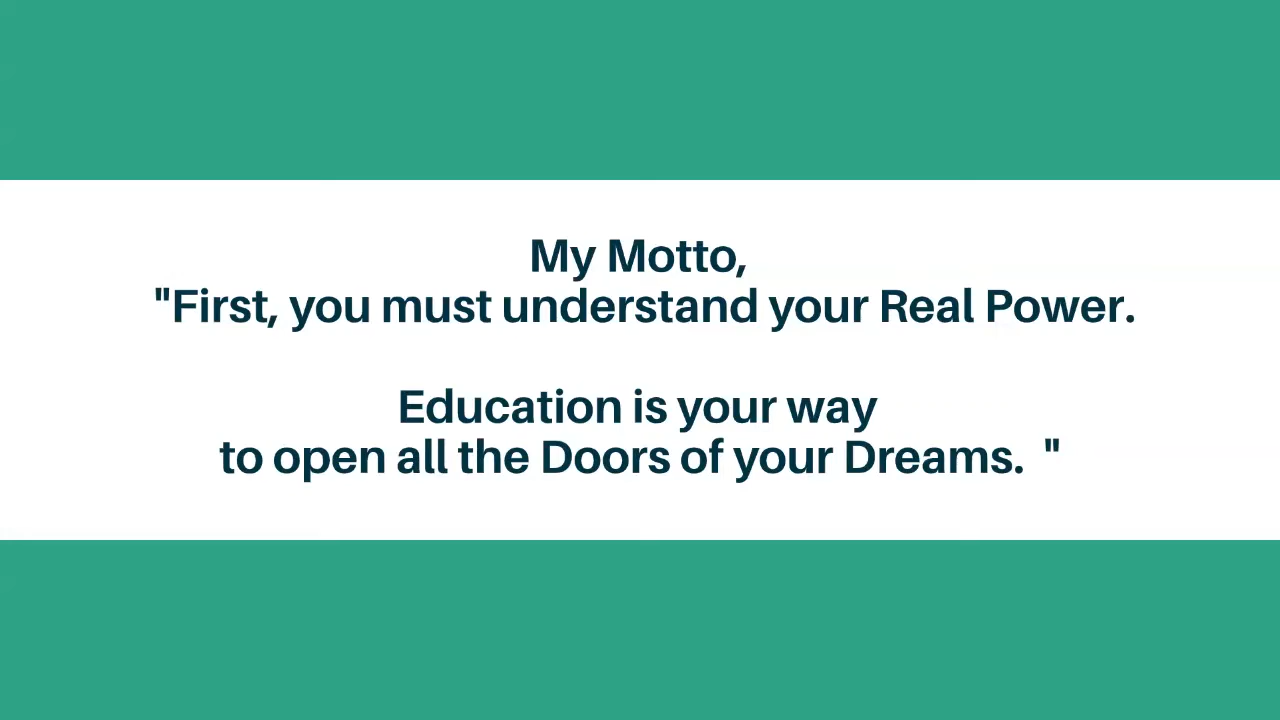 My Motto,
"First, you must understand your Real Power.
Education is your way
to open all the Doors of your Dreams.  "